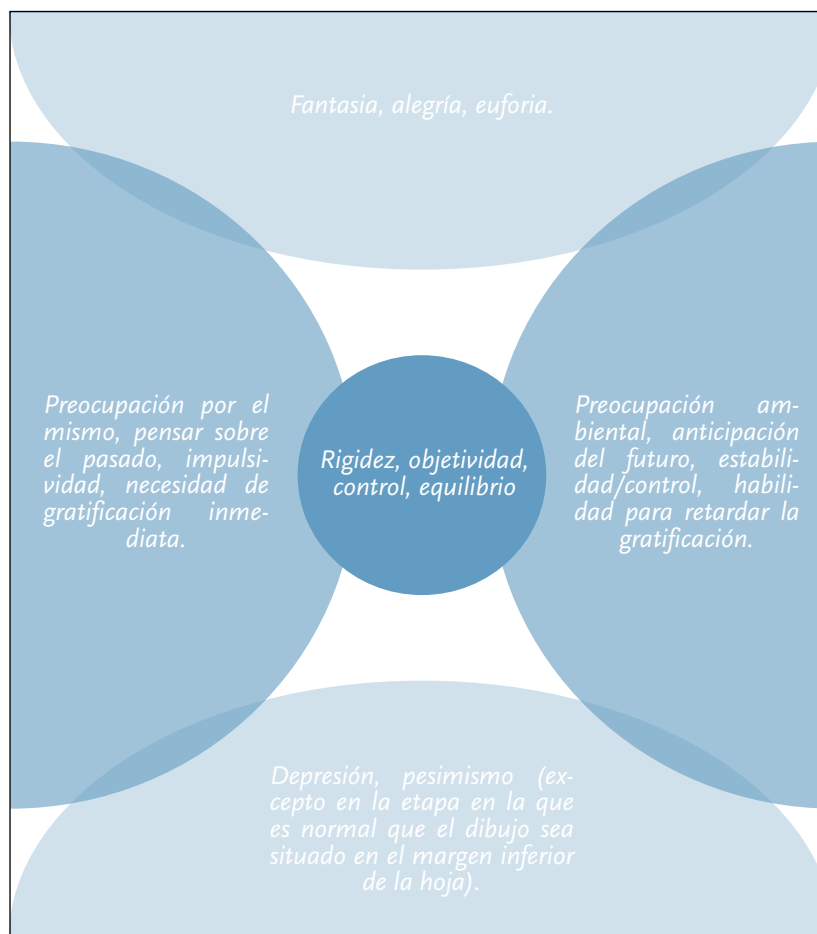 Fantasia, alegría, euforia.
Preocupación por el
mismo, pensar sobre
el pasado, impulsi-
vidad, necesidad de
gratificación inme-
diata.
Rigidez, objetividad,
control, equilibrio
Preocupación am-
biental, anticipación
del futuro, estabili-
dad/control, habili-
dad para retardar la
gratificación.
Depresión, pesimismo (ex-
cepto en la etapa en la que
es normal que el dibujo sea
situado en el margen inferior
de la hoja).